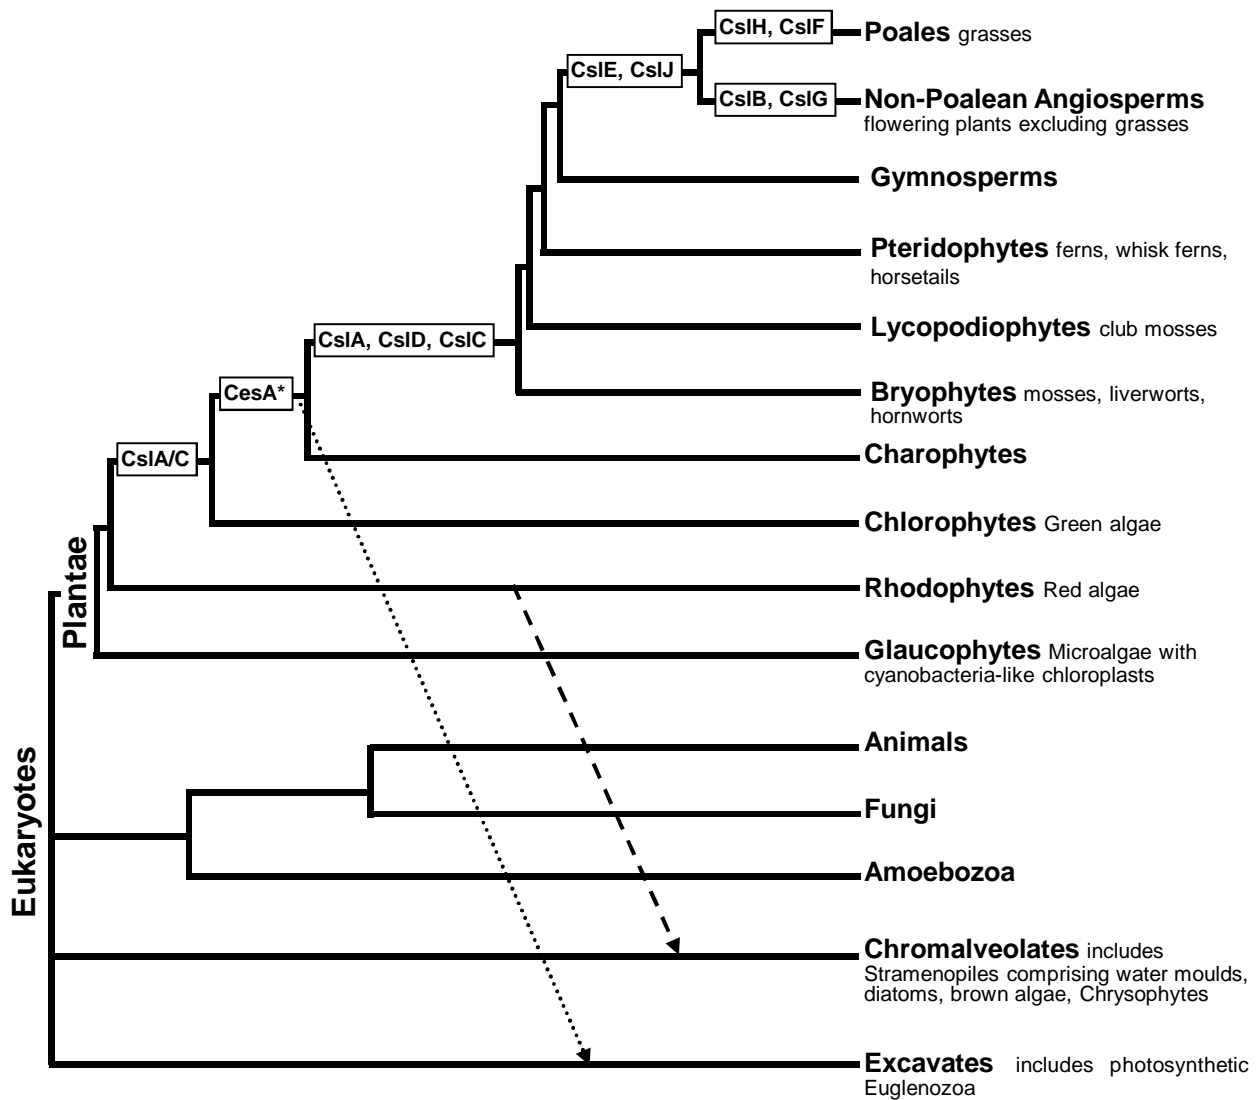 CslH, CslF
Poales grasses
CslE, CslJ
CslB, CslG
Non-Poalean Angiosperms
flowering plants excluding grasses
Gymnosperms
Pteridophytes ferns, whisk ferns,
horsetails
Lycopodiophytes club mosses
CslA, CslD, CslC
Bryophytes mosses, liverworts,
hornworts
CesA*
Charophytes
CslA/C
Chlorophytes Green algae
Plantae
Rhodophytes Red algae
Glaucophytes Microalgae with
cyanobacteria-like chloroplasts
Animals
Eukaryotes
Fungi
Amoebozoa
Chromalveolates includes
Stramenopiles comprising water moulds,
diatoms, brown algae, Chrysophytes
Excavates includes photosynthetic
Euglenozoa